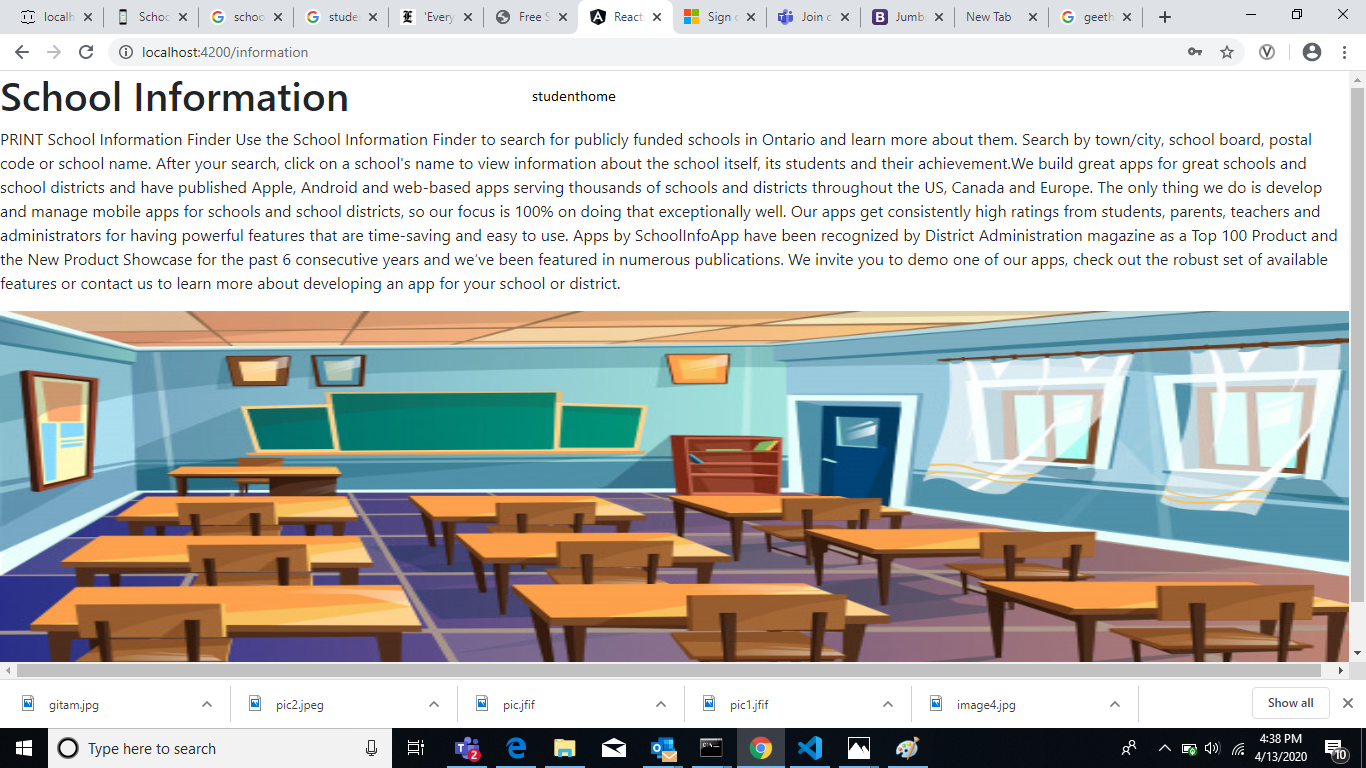 localh
Schoo
schoo
stude
'Every
Free S
React
Sign o
Join c
Jumb
New Tab
geeth
localhost:4200/information
School Information
studenthome
PRINT School Information Finder Use the School Information Finder to search for publicly funded schools in Ontario and learn more about them. Search by town/city, school board, postal
code or school name. After your search, click on a school's name to view information about the school itself, its students and their achievement.We build great apps for great schools and
school districts and have published Apple, Android and web-based apps serving thousands of schools and districts throughout the US, Canada and Europe. The only thing we do is develop
and manage mobile apps for schools and school districts, so our focus is 100% on doing that exceptionally well. Our apps get consistently high ratings from students, parents, teachers and
administrators for having powerful features that are time-saving and easy to use. Apps by SchoolInfoApp have been recognized by District Administration magazine as a Top 100 Product and
the New Product Showcase for the past 6 consecutive years and we’ve been featured in numerous publications. We invite you to demo one of our apps, check out the robust set of available
features or contact us to learn more about developing an app for your school or district.
gitam.jpg
pic2.jpeg
pic.jfif
pic1.jfif
image4.jpg
Show all
Type here to search
2
4:38 PM
4/13/2020
10